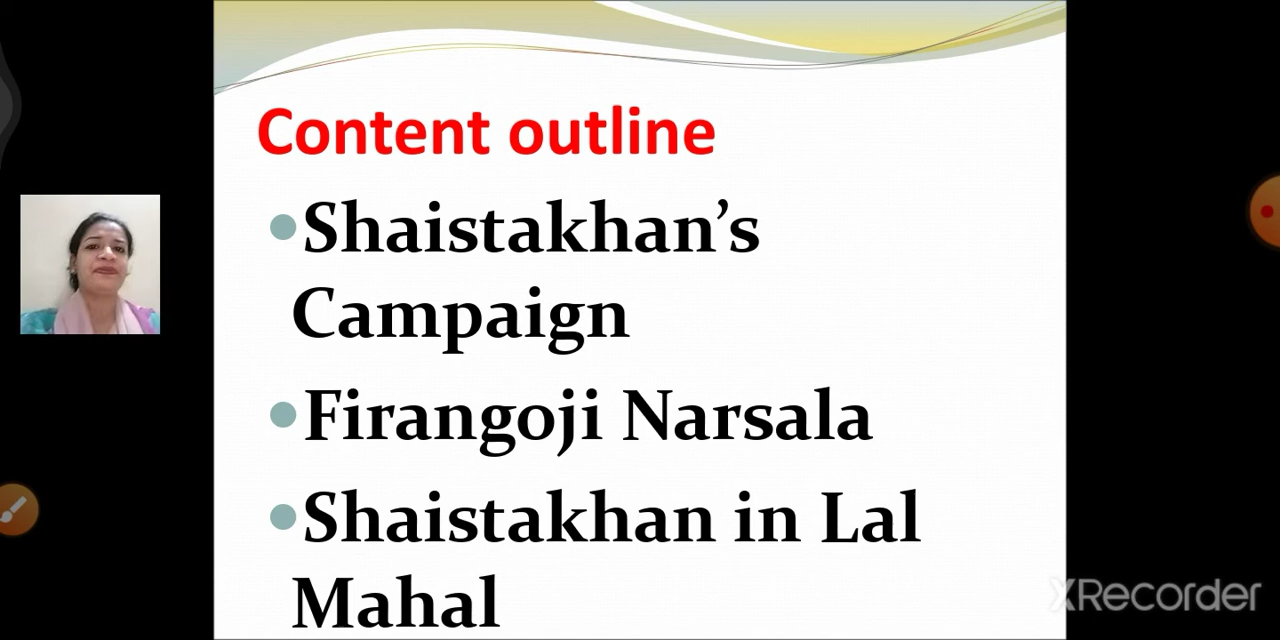 Content outline
•Shaistakhan’s
Campaign
•Firangoji Narsala
•Shaistakhan in Lal
Mahal
XRecorder